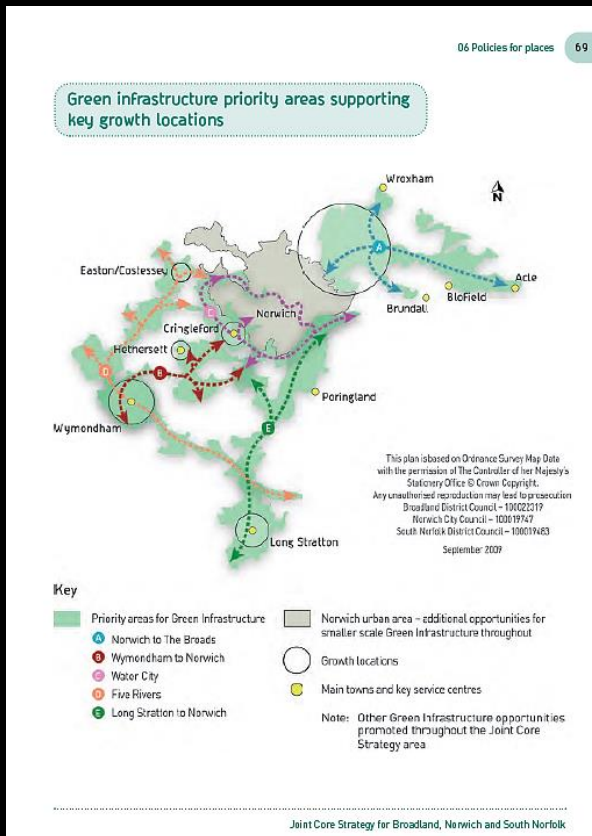 06 Policies for places 69
Green infrastructure priority areas supporting
key growth locations
Wroxham
N
A
Easton/Costessey
Acle
Blofield
Brundall
C
Norwich
Cringleford
Hethersett
D
B
Poringland
E
Wymondham
This plan is based on Ordnance Survey Map Data
with the permission of The Controller of her Majesty's
Stationery Office © Crown Copyright.
Any unauthorised reproduction may lead to prosecution
Broadland District Council – 100022319
Norwich City Council – 100019747
South Norfolk District Council – 100019483
September 2009
Long Stratton
Key
Priority areas for Green Infrastructure
A Norwich to The Broads
B Wymondham to Norwich
C Water City
D Five Rivers
E Long Stratton to Norwich
Norwich urban area – additional opportunities for
smaller scale Green Infrastructure throughout
Growth locations
Main towns and key service centres
Note: Other Green Infrastructure opportunities
promoted throughout the Joint Core
Strategy area
Joint Core Strategy for Broadland, Norwich and South Norfolk